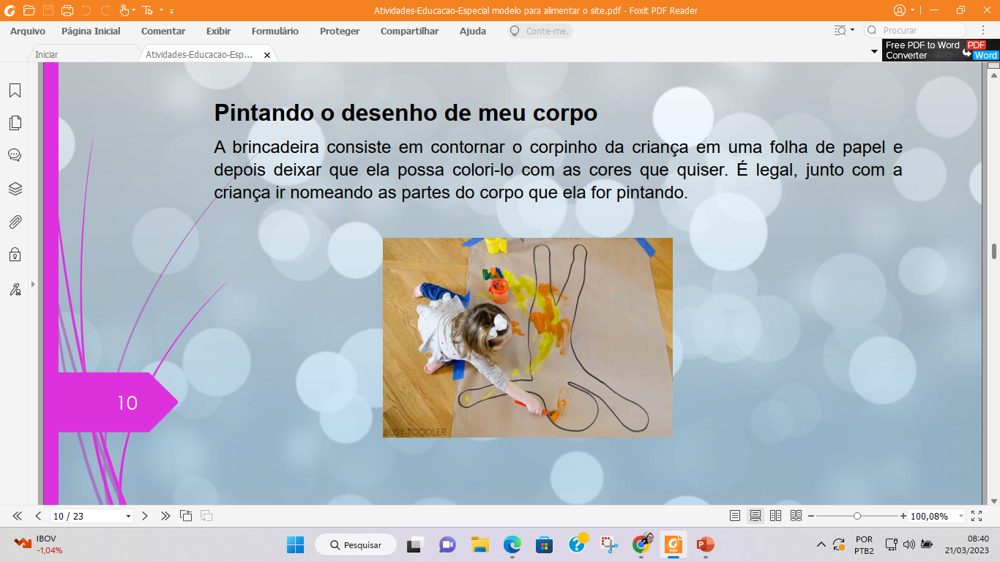 Atividades-Educacao-Especial modelo para alimentar o site.pdf - Foxit PDF Reader
Arquivo Página Inicial Comentar Exibir Formulário Proteger Compartilhar Ajuda Conte-me. Procurar
Iniciar Atividades-Educacao-Esp...
Free PDF to Word PDF
Converter Word
Pintando o desenho de meu corpo
A brincadeira consiste em contornar o corpinho da criança em uma folha de papel e
depois deixar que ela possa colori-lo com as cores que quiser. É legal, junto com a
criança ir nomeando as partes do corpo que ela for pintando.
BUSY TODDLER
10
10 / 23
100,08%
IBOV
-1,04%
Pesquisar
PDF
POR
PTB2
08:40
21/03/2023